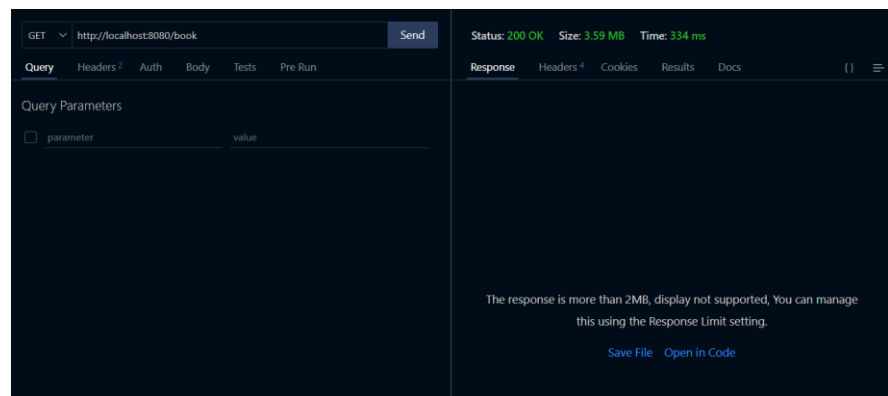 GET http://localhost:8080/book Send
Query Headers 2 Auth Body Tests Pre Run
Query Parameters
parameter value
Status: 200 OK Size: 3.59 MB Time: 334 ms
Response Headers 4 Cookies Results Docs { }
The response is more than 2MB, display not supported, You can manage
this using the Response Limit setting.
Save File Open in Code